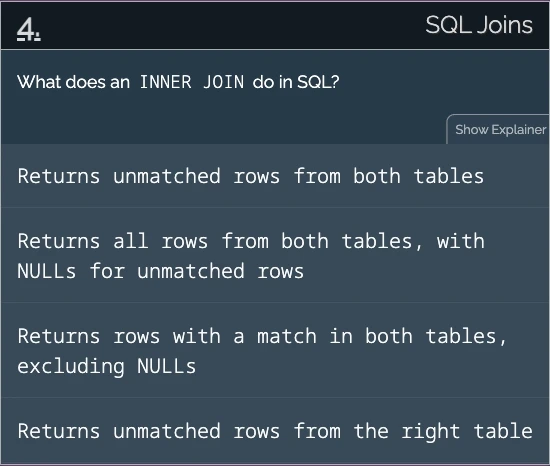 4.
SQL Joins
What does an INNER JOIN do in SQL?
Show Explainer
Returns unmatched rows from both tables
Returns all rows from both tables, with
NULLs for unmatched rows
Returns rows with a match in both tables,
excluding NULLs
Returns unmatched rows from the right table